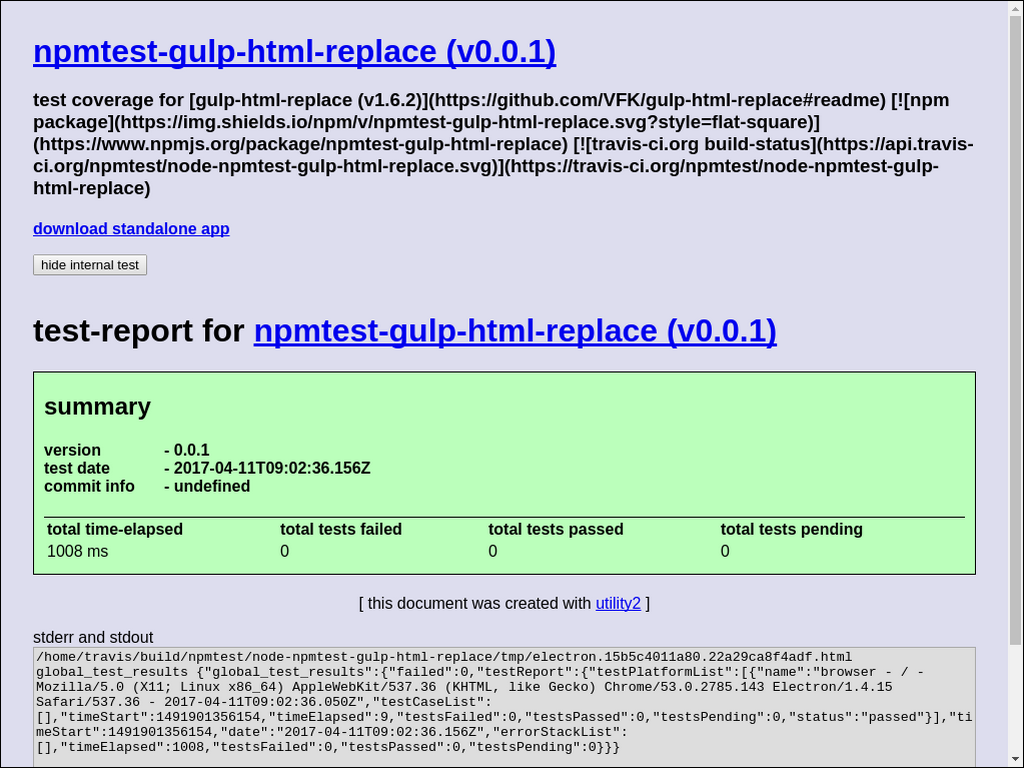 npmtest-gulp-html-replace (v0.0.1)
test coverage for [gulp-html-replace (v1.6.2)](https://github.com/VFK/gulp-html-replace#readme) [![npm
package](https://img.shields.io/npm/v/npmtest-gulp-html-replace.svg?style=flat-square)]
(https://www.npmjs.org/package/npmtest-gulp-html-replace) [![travis-ci.org build-status](https://api.travis-
ci.org/npmtest/node-npmtest-gulp-html-replace.svg)](https://travis-ci.org/npmtest/node-npmtest-gulp-
html-replace)
download standalone app
hide internal test
test-report for npmtest-gulp-html-replace (v0.0.1)
summary
version - 0.0.1
test date - 2017-04-11T09:02:36.156Z
commit info - undefined
total time-elapsed total tests failed total tests passed total tests pending
1008 ms 0 0 0
[ this document was created with utility2 ]
stderr and stdout
/home/travis/build/npmtest/node-npmtest-gulp-html-replace/tmp/electron.15b5c4011a80.22a29ca8f4adf.html
global_test_results {"global_test_results":{"failed":0,"testReport":{"testPlatformList":[{"name":"browser - / -
Mozilla/5.0 (X11; Linux x86_64) AppleWebKit/537.36 (KHTML, like Gecko) Chrome/53.0.2785.143 Electron/1.4.15
Safari/537.36 - 2017-04-11T09:02:36.050Z","testCaseList":
[],"timeStart":1491901356154,"timeElapsed":9,"testsFailed":0,"testsPassed":0,"testsPending":0,"status":"passed"}],"ti
meStart":1491901356154,"date":"2017-04-11T09:02:36.156Z","errorStackList":
[],"timeElapsed":1008,"testsFailed":0,"testsPassed":0,"testsPending":0}}}